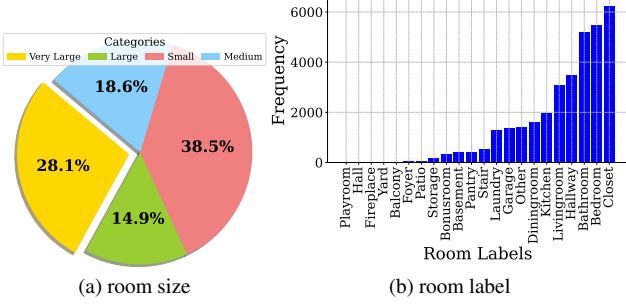 Categories
Very Large Large Small Medium
18.6%
38.5%
28.1%
14.9%
(a) room size
Frequency
6000
4000
2000
0
Playroom
Hall
Fireplace
Yard
Balcony
Foyer
Patio
Storage
Bonusroom
Basement
Pantry
Stair
Laundry
Garage
Other
Diningroom
Kitchen
Livingroom
Hallway
Bathroom
Bedroom
Closet
Room Labels
(b) room label